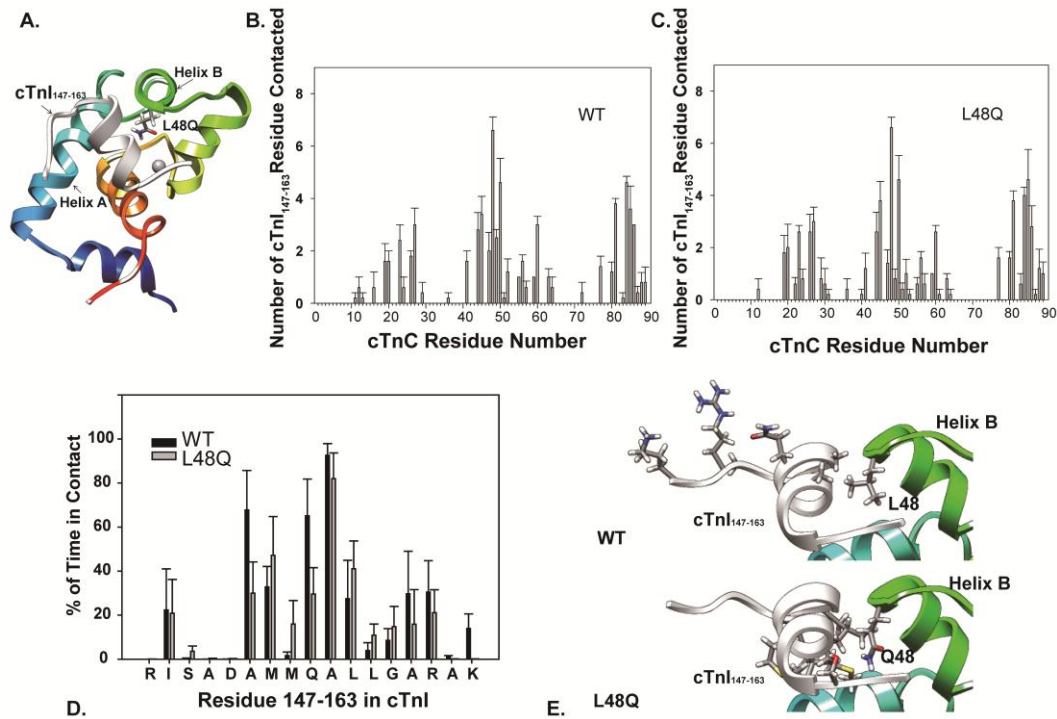 A.
Helix B
cTnI147-163
L48Q
Helix A
B.
Number of cTnI147-163Residue Contacted
8
6
4
2
0
WT
0 10 20 30 40 50 60 70 80 90
cTnC Residue Number
C.
Number of cTnI147-163Residue Contacted
8
6
4
2
0
L48Q
0 10 20 30 40 50 60 70 80 90
cTnC Residue Number
% of Time in Contact
100
80
60
40
20
0
WT
L48Q
R I S A D A M M Q A L L G A R A K
Residue 147-163 in cTnI
D.
Helix B
L48
cTnI147-163
WT
Helix B
Q48
cTnI147-163
L48Q
E.